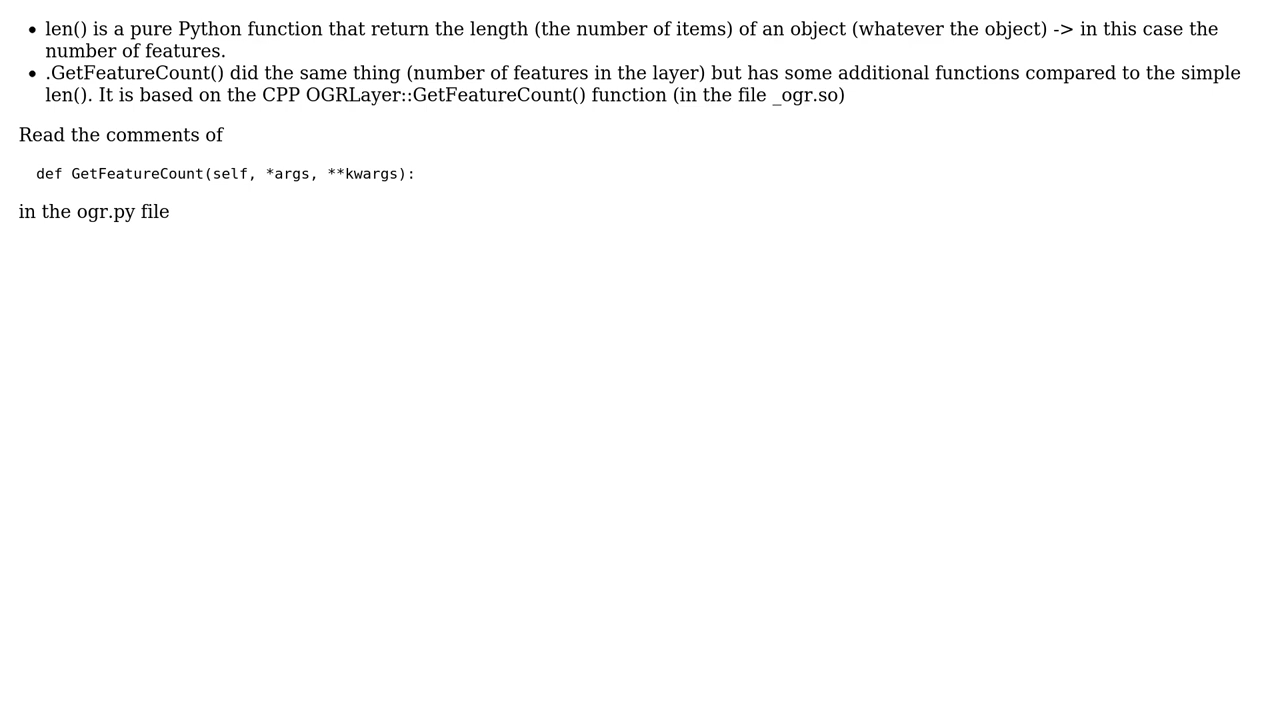 • len() is a pure Python function that return the length (the number of items) of an object (whatever the object) -> in this case the
number of features.
• .GetFeatureCount() did the same thing (number of features in the layer) but has some additional functions compared to the simple
len(). It is based on the CPP OGRLayer::GetFeatureCount() function (in the file _ogr.so)
Read the comments of
def GetFeatureCount(self, *args, **kwargs):
in the ogr.py file